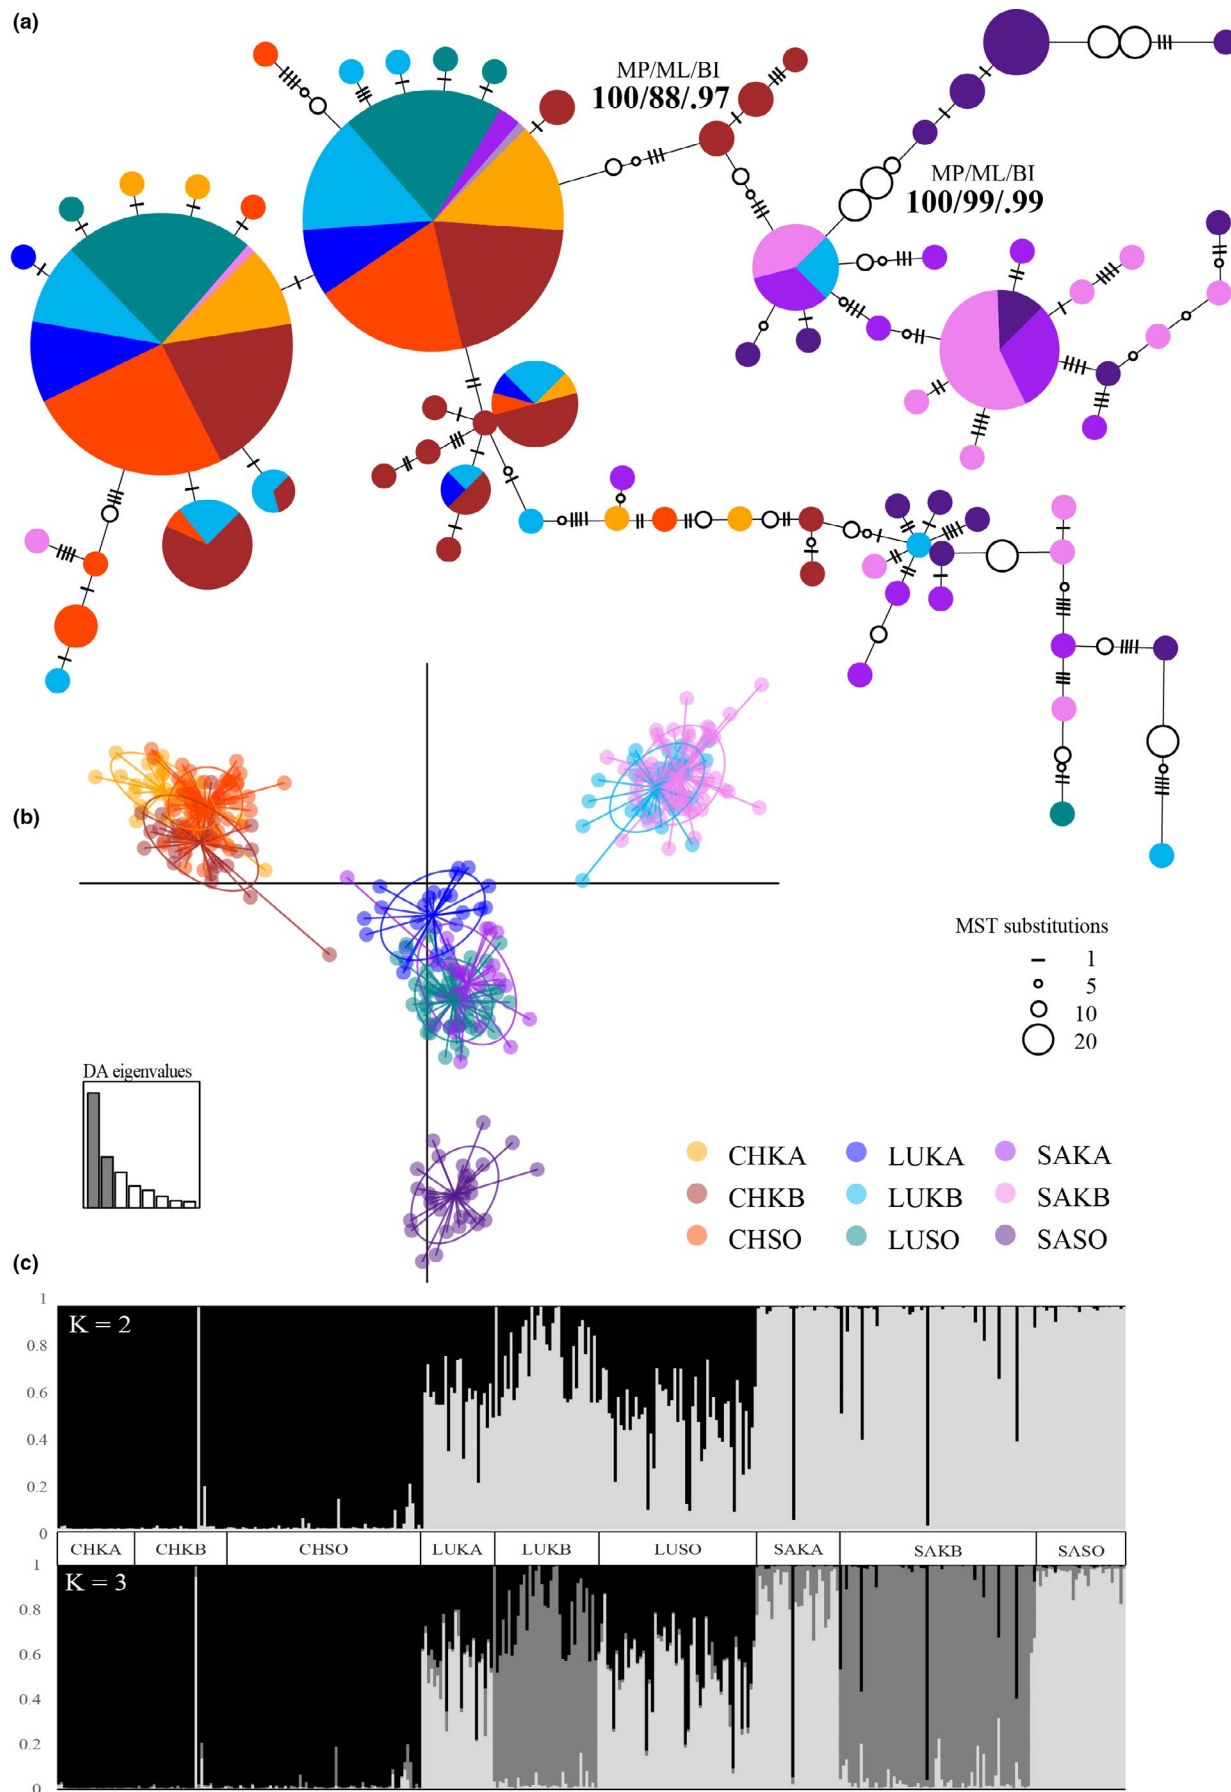 (a)
MP/ML/BI
100/88/.97
MP/ML/BI
100/99/.99
(b)
MST substitutions
1
5
10
20
DA eigenvalues
CHKA LUKA SAKA
CHKB LUKB SAKB
CHSO LUSO SASO
(c)
1
K = 2
0.8
0.6
0.4
0.2
0
CHKA CHKB CHSO LUKA LUKB LUSO SAKA SAKB SASO
1
K = 3
0.8
0.6
0.4
0.2
0